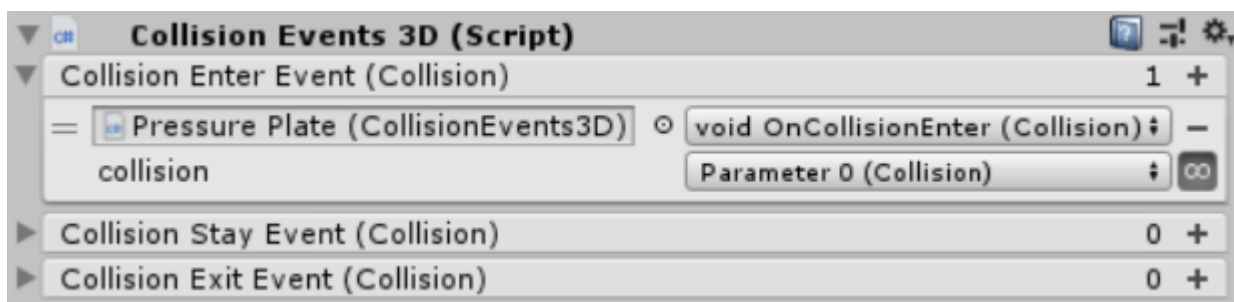 c# Collision Events 3D (Script)
Collision Enter Event (Collision) 1 +
= c# Pressure Plate (CollisionEvents3D) void OnCollisionEnter (Collision) −
collision Parameter 0 (Collision) ∞
Collision Stay Event (Collision) 0 +
Collision Exit Event (Collision) 0 +